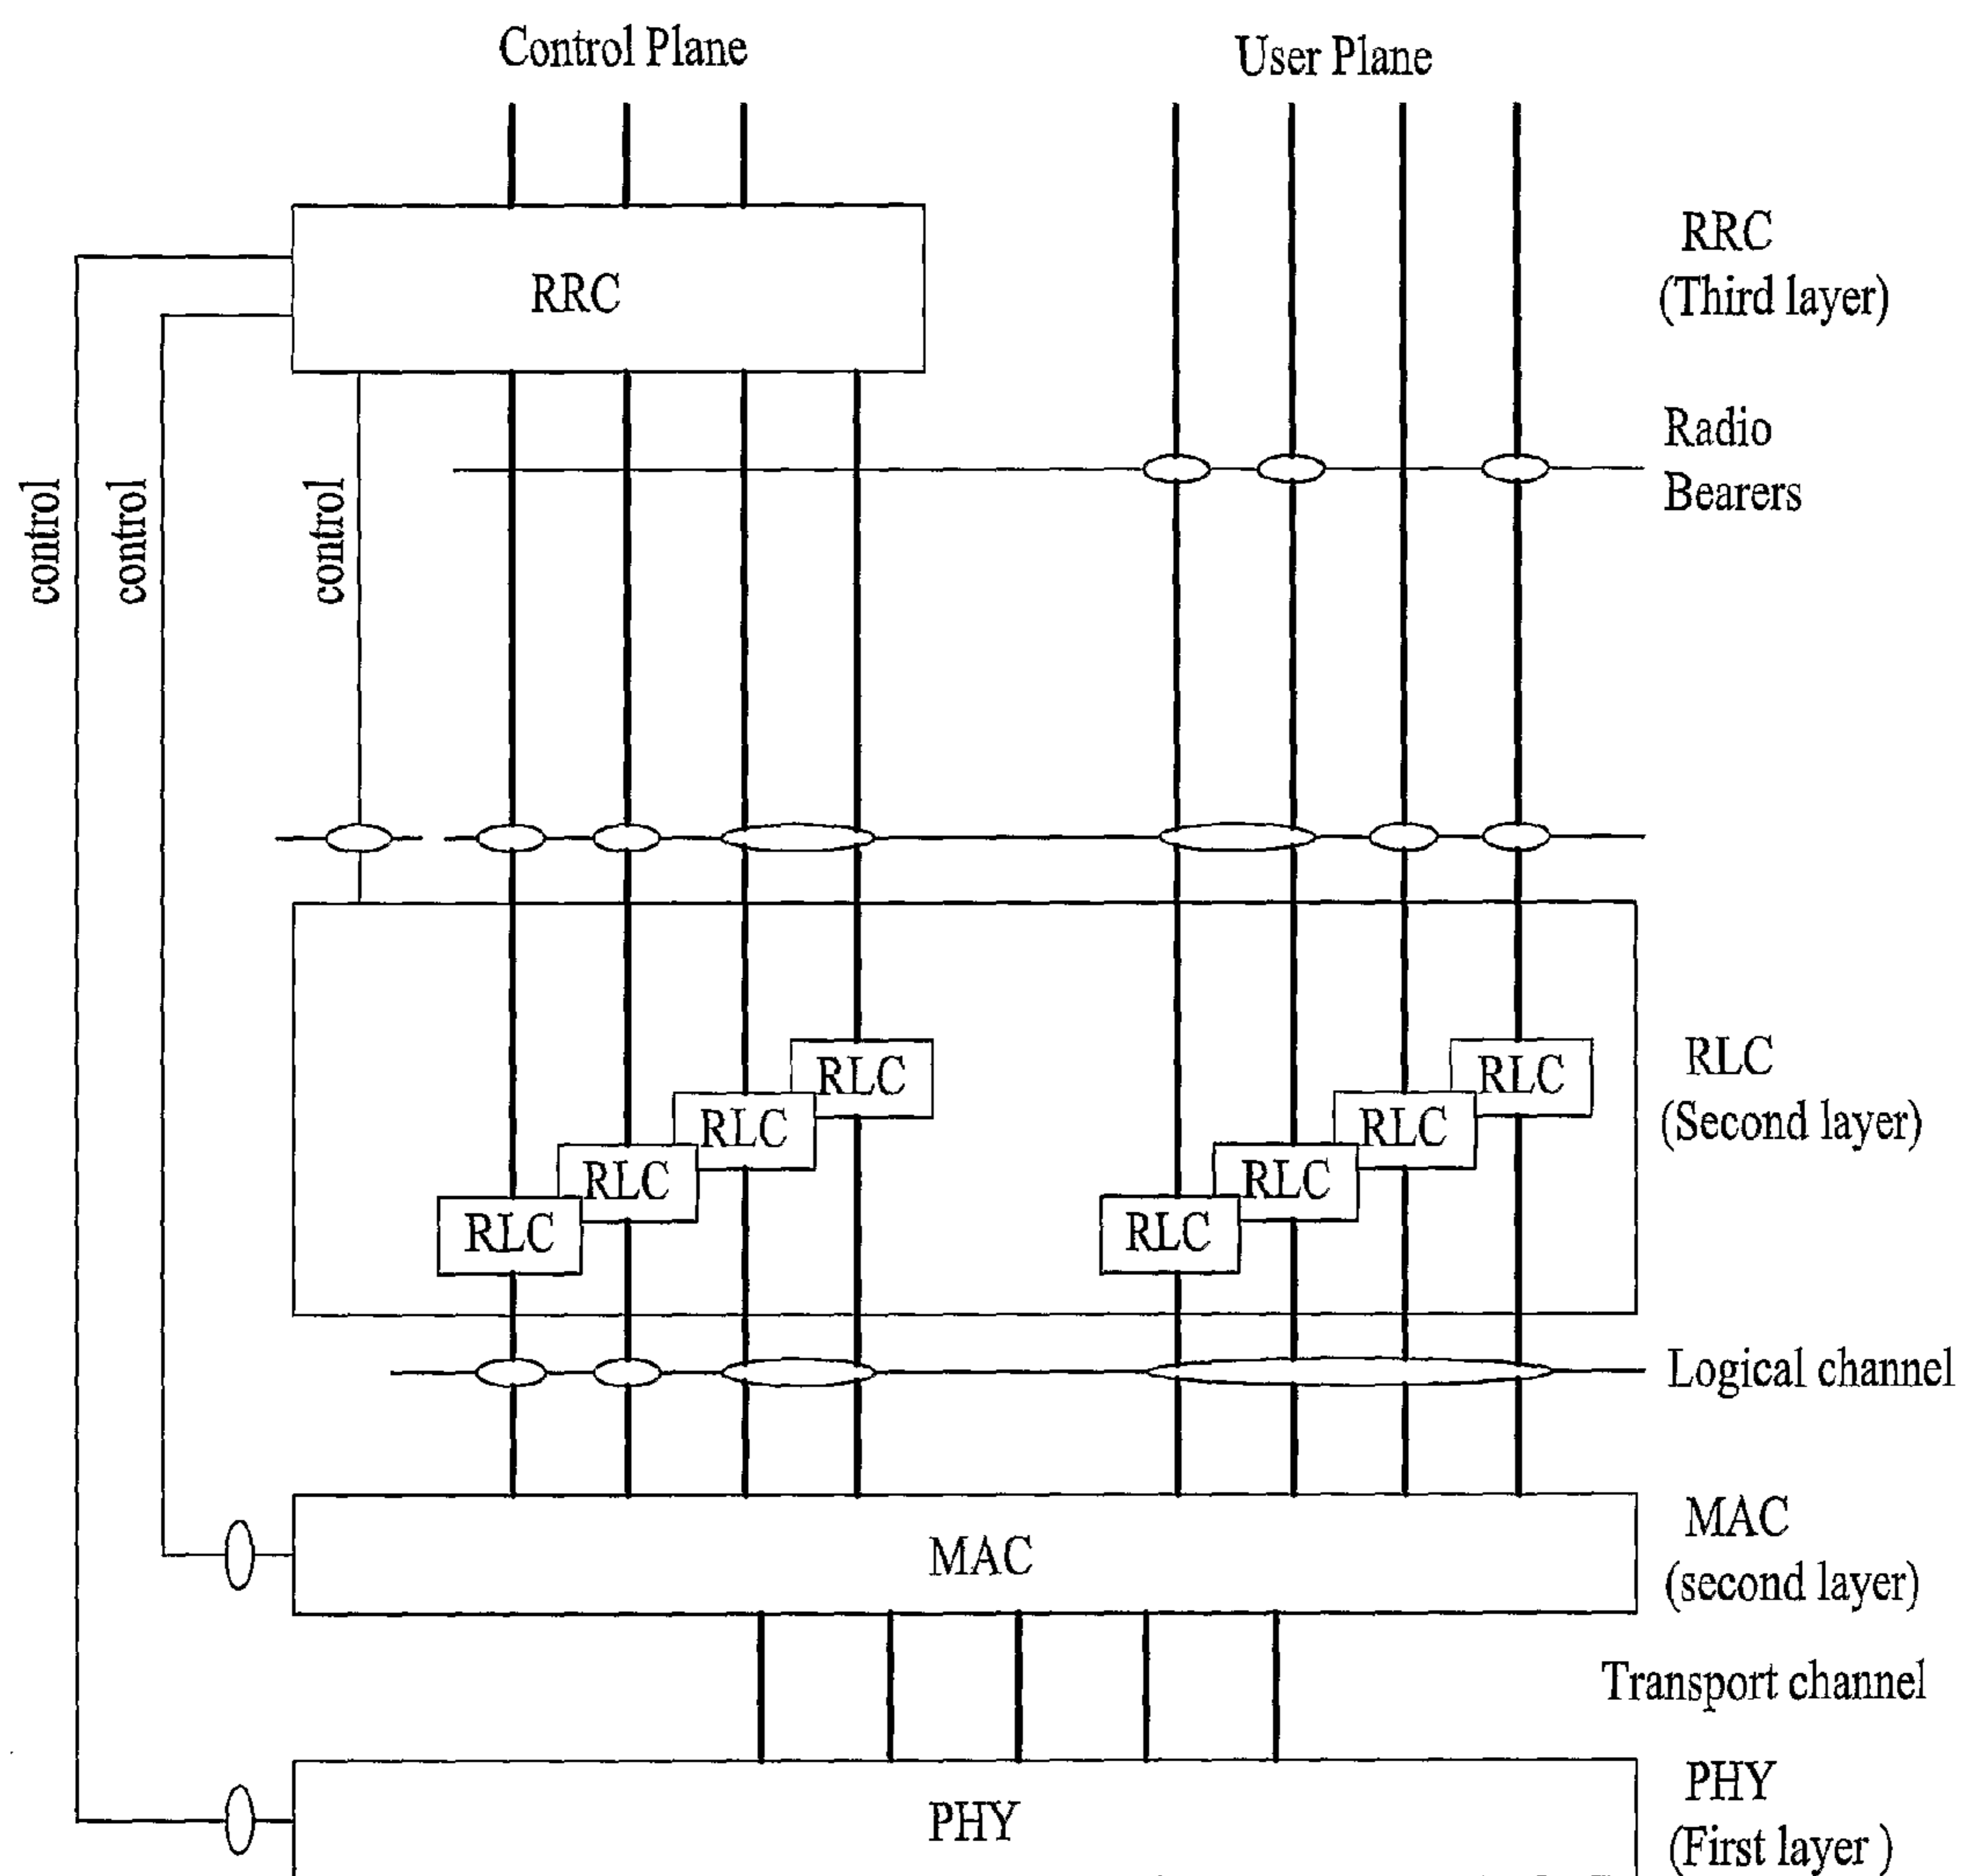 Control Plane
User Plane
RRC
RRC
(Third layer)
Radio
Bearers
control
control
control
RLC
RLC
RLC
RLC
RLC
RLC
RLC
RLC
RLC
(Second layer)
Logical channel
MAC
MAC
(second layer)
Transport channel
PHY
PHY
(First layer )